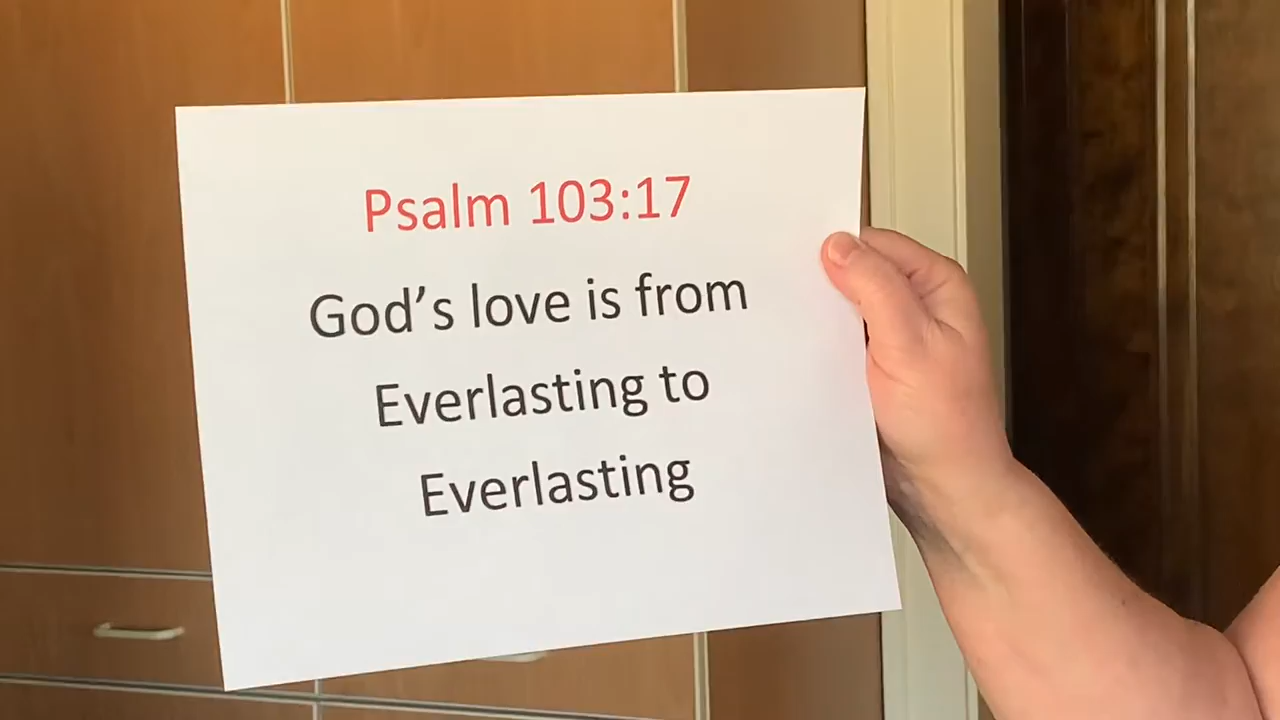 Psalm 103:17
God’s love is from
Everlasting to
Everlasting